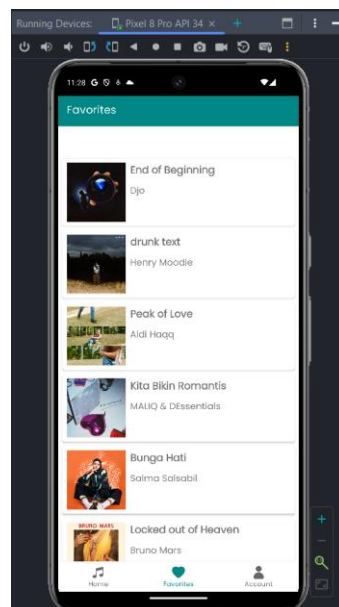 Running Devices: Pixel 8 Pro API 34
11:28 G
Favorites
End of Beginning
Djo
drunk text
Henry Moodie
Peak of Love
Aldi Haqq
Kita Bikin Romantis
MALIQ & DEssentials
Bunga Hati
Salma Salsabil
BRUNO MARS
Locked out of Heaven
Bruno Mars
Home
Favorites
Account